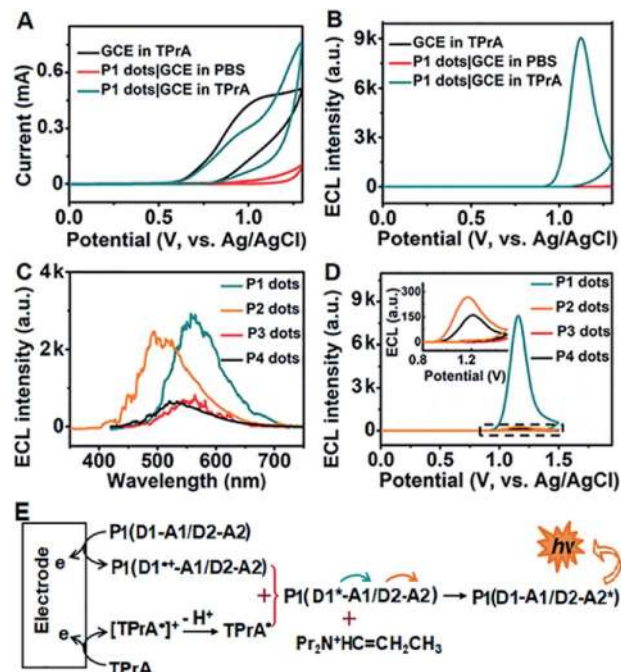 A
GCE in TPrA
P1 dots|GCE in PBS
P1 dots|GCE in TPrA
Current (mA)
0.6
0.3
0.0
0.0 0.5 1.0
Potential (V, vs. Ag/AgCl)
B
GCE in TPrA
P1 dots|GCE in PBS
P1 dots|GCE in TPrA
ECL intensity (a.u.)
9k
6k
3k
0
0.0 0.5 1.0
Potential (V, vs. Ag/AgCl)
C
P1 dots
P2 dots
P3 dots
P4 dots
ECL intensity (a.u.)
4k
2k
0
400 500 600 700
Wavelength (nm)
D
P1 dots
P2 dots
P3 dots
P4 dots
ECL (a.u.)
300
150
0
0.8 1.2
Potential (V)
ECL intensity (a.u.)
9k
6k
3k
0
0.0 0.5 1.0 1.5
Potential (V, vs. Ag/AgCl)
E
Electrode
P1(D1-A1/D2-A2)
e
P1(D1•+-A1/D2-A2)
e
[TPrA•]+ - H+ TPrA•
TPrA
+ P1(D1*-A1/D2-A2)
+
Pr2N+HC=CH2CH3
P1(D1-A1/D2-A2*)
hν